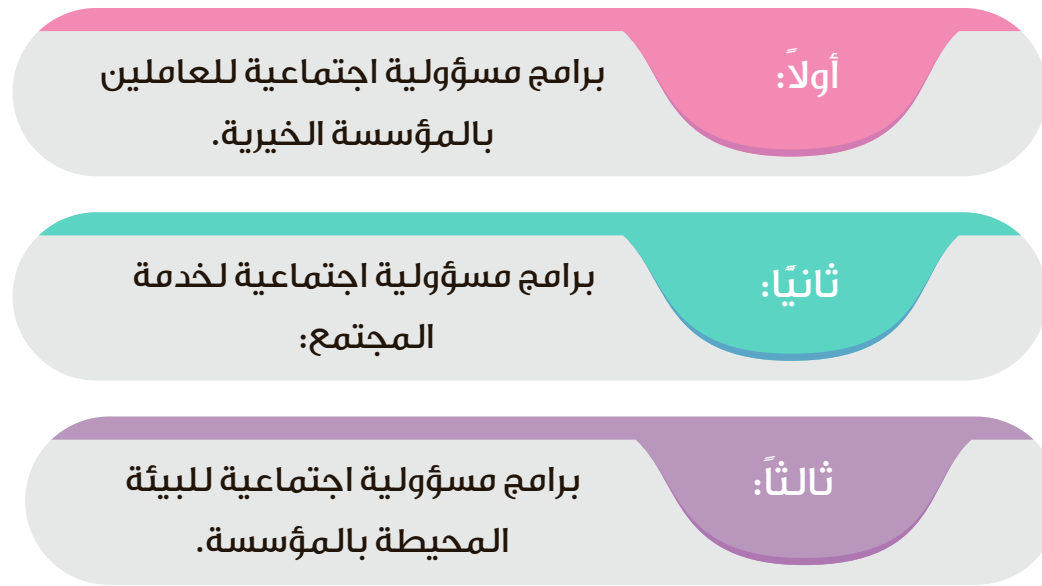 أولاً:
برامج مسؤولية اجتماعية للعاملين
بالمؤسسة الخيرية.
ثانيًا:
برامج مسؤولية اجتماعية لخدمة
المجتمع:
ثالثاً:
برامج مسؤولية اجتماعية للبيئة
المحيطة بالمؤسسة.